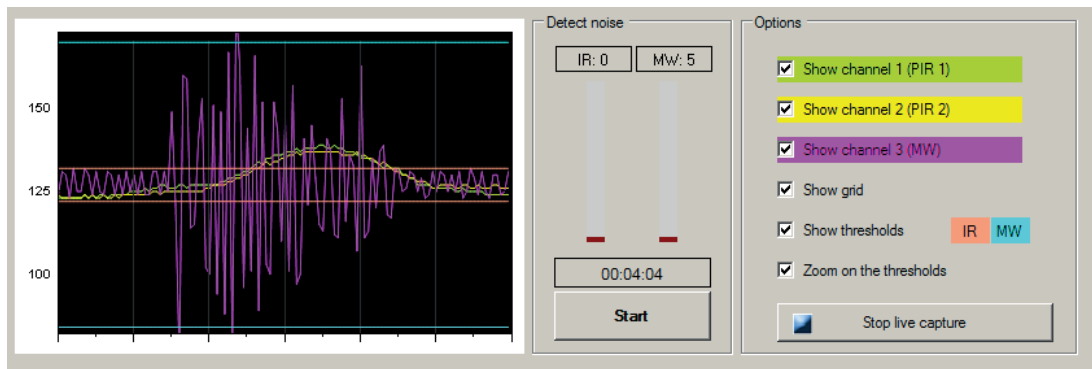 150
125
100
Detect noise
IR: 0
MW: 5
00:04:04
Start
Options
Show channel 1 (PIR 1)
Show channel 2 (PIR 2)
Show channel 3 (MW)
Show grid
Show thresholds
IR
MW
Zoom on the thresholds
Stop live capture